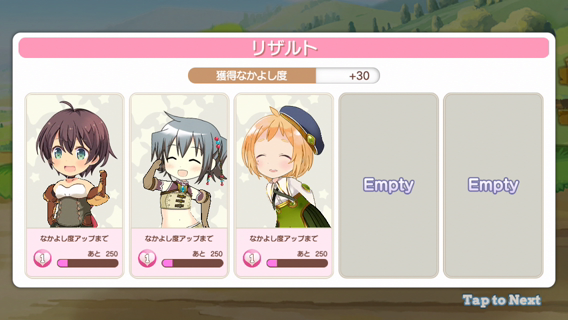 リザルト
獲得なかよし度 +30
なかよし度アップまで
1 あと 250
なかよし度アップまで
1 あと 250
なかよし度アップまで
1 あと 250
Empty
Empty
Tap to Next